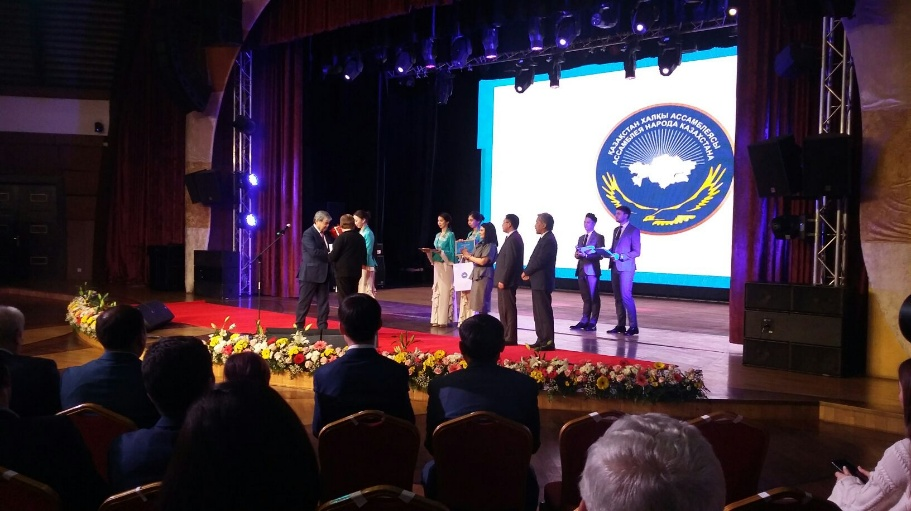 ҚАЗАҚСТАН ХАЛҚЫ АССАМБЛЕЯСЫ
АССАМБЛЕЯ НАРОДА КАЗАХСТАНА